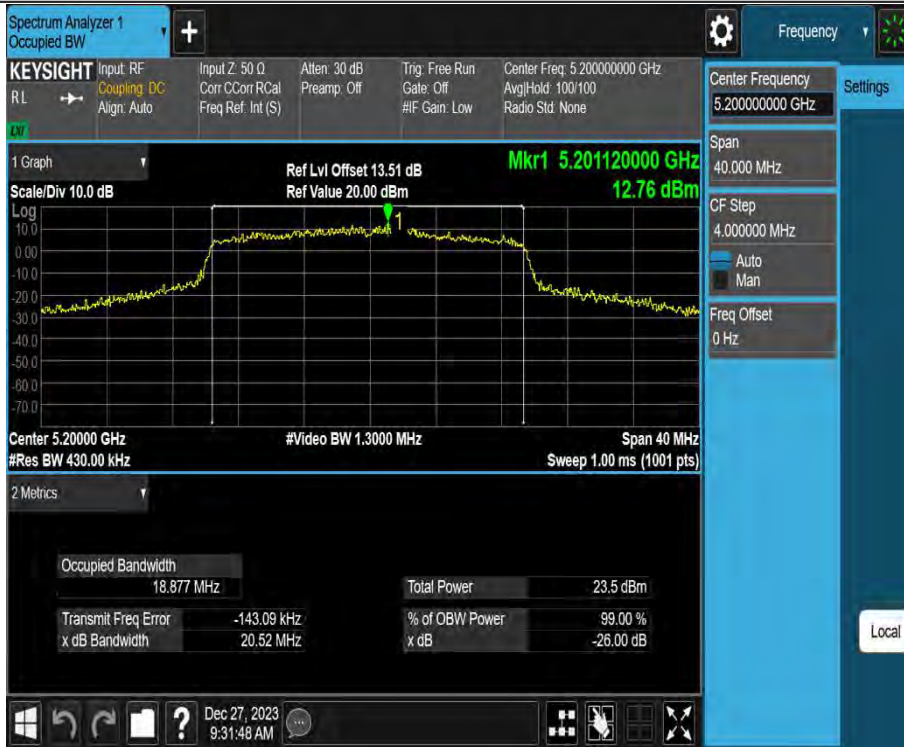 Spectrum Analyzer 1
Occupied BW
+
Frequency
KEYSIGHT
R L
LXI
Input: RF
Coupling: DC
Align: Auto
Input Z: 50 Ω
Corr CCorr RCal
Freq Ref: Int (S)
Atten: 30 dB
Preamp: Off
Trig: Free Run
Gate: Off
#IF Gain: Low
Center Freq: 5.200000000 GHz
Avg|Hold: 100/100
Radio Std: None
Center Frequency
5.200000000 GHz
Settings
Span
40.000 MHz
CF Step
4.000000 MHz
Auto
Man
Freq Offset
0 Hz
Local
1 Graph
Scale/Div 10.0 dB
Ref Lvl Offset 13.51 dB
Ref Value 20.00 dBm
Mkr1 5.201120000 GHz
12.76 dBm
Log
10.0
0.00
-10.0
-20.0
-30.0
-40.0
-50.0
-60.0
-70.0
1
Center 5.20000 GHz
#Video BW 1.3000 MHz
Span 40 MHz
#Res BW 430.00 kHz
Sweep 1.00 ms (1001 pts)
2 Metrics
Occupied Bandwidth
18.877 MHz
Total Power 23.5 dBm
Transmit Freq Error -143.09 kHz
% of OBW Power 99.00 %
x dB Bandwidth 20.52 MHz
x dB -26.00 dB
?
Dec 27, 2023
9:31:48 AM